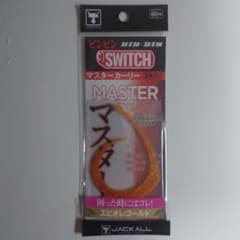 ビンビン BIN-BIN
SWITCH
マスターカーリー
MASTER
マスター
困った時にはコレ!
エビオレゴールド
JACKALL